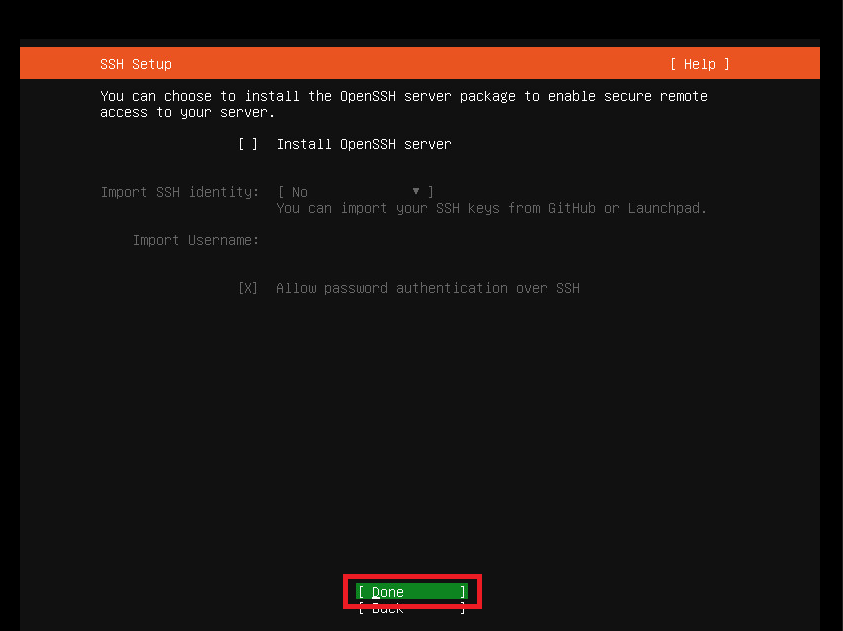 SSH Setup [ Help ]
You can choose to install the OpenSSH server package to enable secure remote
access to your server.
[ ] Install OpenSSH server
Import SSH identity: [ No ▼ ]
You can import your SSH keys from GitHub or Launchpad.
Import Username:
[X] Allow password authentication over SSH
[ Done ]
[ Back ]